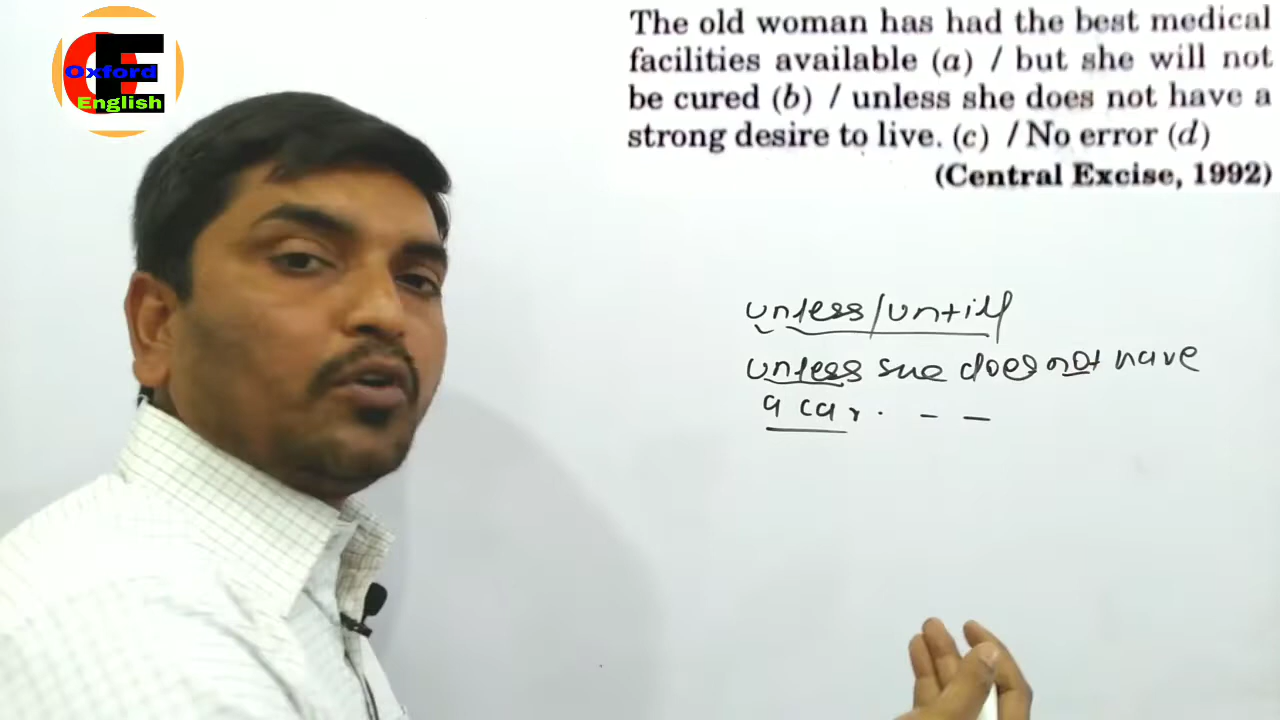 Oxford
English
The old woman has had the best medical
facilities available (a) / but she will not
be cured (b) / unless she does not have a
strong desire to live. (c) / No error (d)
(Central Excise, 1992)
unless/untill
unless she does not have
a car. - -